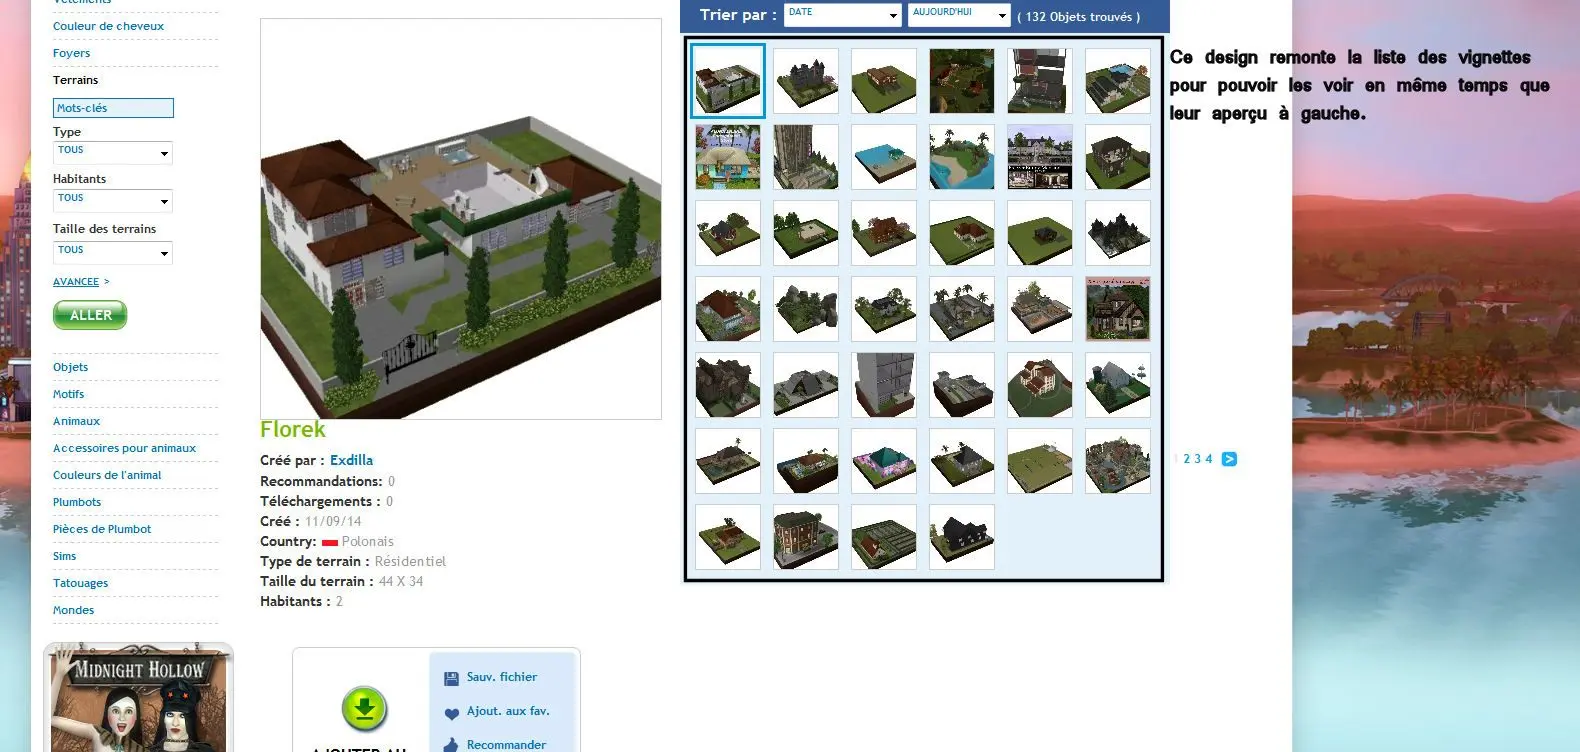 Vêtements
Couleur de cheveux
Foyers
Terrains
Mots-clés
Type
TOUS
Habitants
TOUS
Taille des terrains
TOUS
AVANCEE >
ALLER
Objets
Motifs
Animaux
Accessoires pour animaux
Couleurs de l'animal
Plumbots
Pièces de Plumbot
Sims
Tatouages
Mondes
MIDNIGHT HOLLOW
Florek
Créé par : Exdilla
Recommandations: 0
Téléchargements : 0
Créé : 11/09/14
Country: Polonais
Type de terrain : Résidentiel
Taille du terrain : 44 X 34
Habitants : 2
AJOUTER AU
Sauv. fichier
Ajout. aux fav.
Recommander
Trier par : DATE AUJOURD'HUI ( 132 Objets trouvés )
2 3 4 >
Ce design remonte la liste des vignettes
pour pouvoir les voir en même temps que
leur aperçu à gauche.